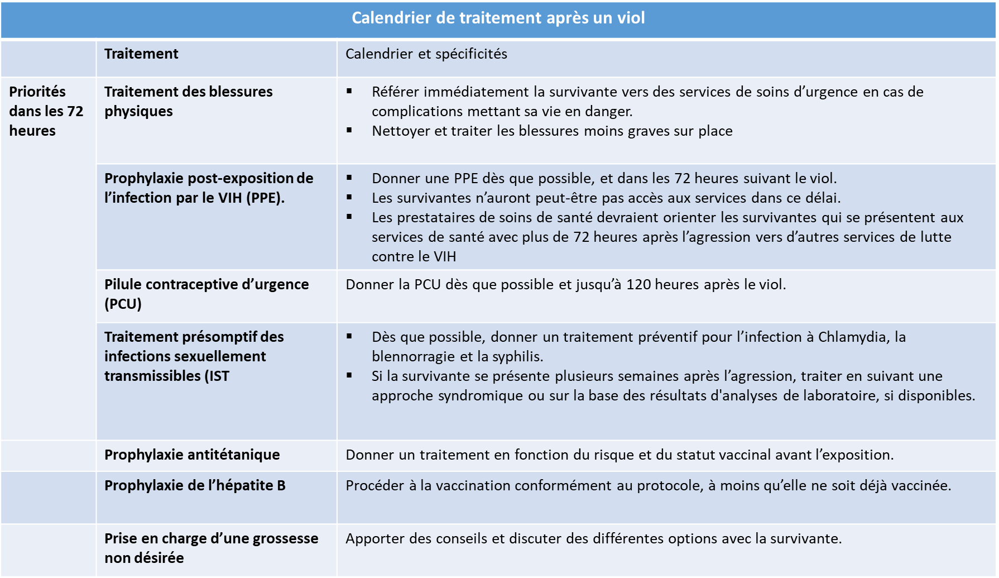 Calendrier de traitement après un viol
Traitement
Calendrier et spécificités
Priorités
dans les 72
heures
Traitement des blessures
physiques
▪ Référer immédiatement la survivante vers des services de soins d’urgence en cas de
complications mettant sa vie en danger.
▪ Nettoyer et traiter les blessures moins graves sur place
Prophylaxie post-exposition de
l’infection par le VIH (PPE).
▪ Donner une PPE dès que possible, et dans les 72 heures suivant le viol.
▪ Les survivantes n’auront peut-être pas accès aux services dans ce délai.
▪ Les prestataires de soins de santé devraient orienter les survivantes qui se présentent aux
services de santé avec plus de 72 heures après l’agression vers d’autres services de lutte
contre le VIH
Pilule contraceptive d’urgence
(PCU)
Donner la PCU dès que possible et jusqu’à 120 heures après le viol.
Traitement présomptif des
infections sexuellement
transmissibles (IST
▪ Dès que possible, donner un traitement préventif pour l’infection à Chlamydia, la
blennorragie et la syphilis.
▪ Si la survivante se présente plusieurs semaines après l’agression, traiter en suivant une
approche syndromique ou sur la base des résultats d'analyses de laboratoire, si disponibles.
Prophylaxie antitétanique
Donner un traitement en fonction du risque et du statut vaccinal avant l’exposition.
Prophylaxie de l’hépatite B
Procéder à la vaccination conformément au protocole, à moins qu’elle ne soit déjà vaccinée.
Prise en charge d’une grossesse
non désirée
Apporter des conseils et discuter des différentes options avec la survivante.